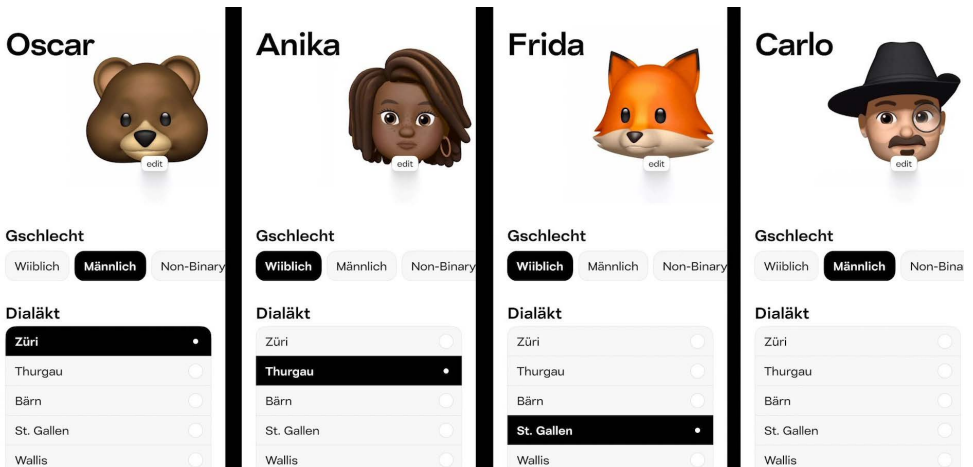 Oscar
edit
Gschlecht
Wiiblich Männlich Non-Binary
Dialäkt
Züri
Thurgau
Bärn
St. Gallen
Wallis
Anika
edit
Gschlecht
Wiiblich Männlich Non-Binary
Dialäkt
Züri
Thurgau
Bärn
St. Gallen
Wallis
Frida
edit
Gschlecht
Wiiblich Männlich Non-Binary
Dialäkt
Züri
Thurgau
Bärn
St. Gallen
Wallis
Carlo
edit
Gschlecht
Wiiblich Männlich Non-Bina
Dialäkt
Züri
Thurgau
Bärn
St. Gallen
Wallis